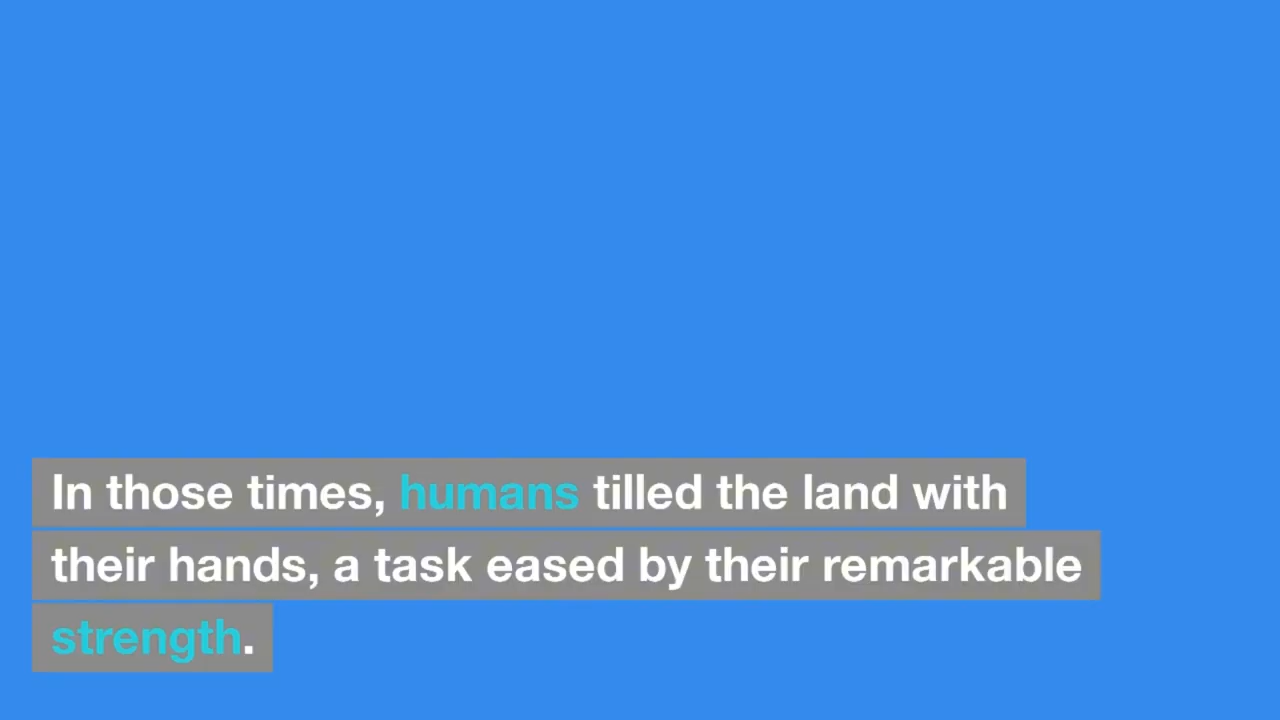 In those times, humans tilled the land with
their hands, a task eased by their remarkable
strength.